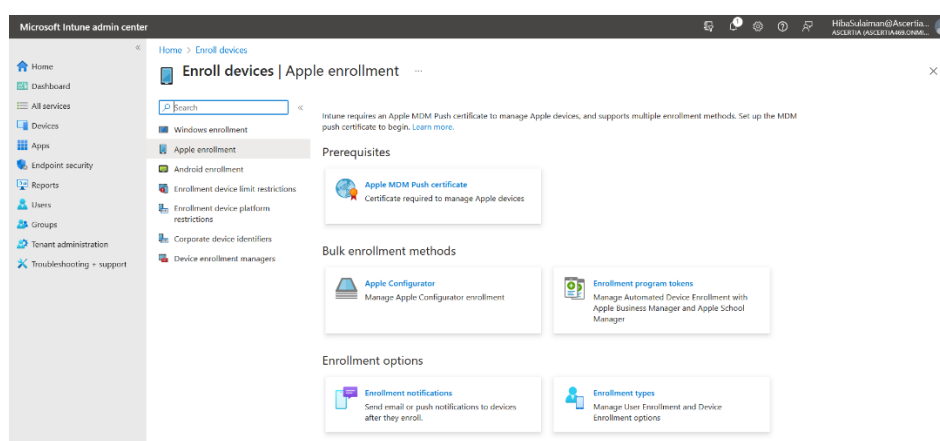 Microsoft Intune admin center
HibaSulaiman@Ascertia...
ASCERTIA (ASCERTIA469.ONMI...
Home > Enroll devices
Enroll devices | Apple enrollment ...
Home
Dashboard
All services
Devices
Apps
Endpoint security
Reports
Users
Groups
Tenant administration
Troubleshooting + support
Search
Windows enrollment
Apple enrollment
Android enrollment
Enrollment device limit restrictions
Enrollment device platform
restrictions
Corporate device identifiers
Device enrollment managers
Intune requires an Apple MDM Push certificate to manage Apple devices, and supports multiple enrollment methods. Set up the MDM
push certificate to begin. Learn more.
Prerequisites
Apple MDM Push certificate
Certificate required to manage Apple devices
Bulk enrollment methods
Apple Configurator
Manage Apple Configurator enrollment
Enrollment program tokens
Manage Automated Device Enrollment with
Apple Business Manager and Apple School
Manager
Enrollment options
Enrollment notifications
Send email or push notifications to devices
after they enroll.
Enrollment types
Manage User Enrollment and Device
Enrollment options